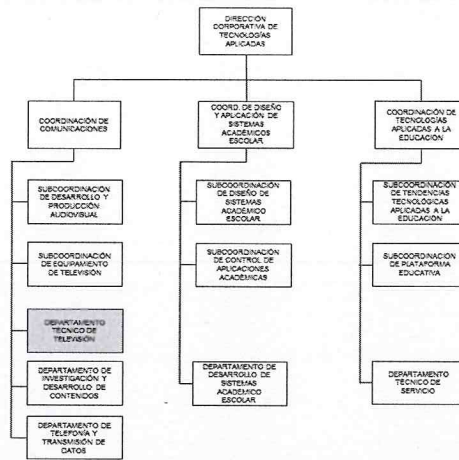 DIRECCIÓN
CORPORATIVA DE
TECNOLOGÍAS
APLICADAS
COORDINACIÓN DE
COMUNICACIONES
COORD. DE DISEÑO
Y APLICACIÓN DE
SISTEMAS
ACADÉMICOS
ESCOLAR
COORDINACIÓN DE
TECNOLOGÍAS
APLICADAS A LA
EDUCACIÓN
SUBCOORDINACIÓN
DE DESARROLLO Y
PRODUCCIÓN
AUDIOVISUAL
SUBCOORDINACIÓN
DE DISEÑO DE
SISTEMAS
ACADÉMICO
ESCOLAR
SUBCOORDINACIÓN
DE TENDENCIAS
TECNOLÓGICAS
APLICADAS A LA
EDUCACIÓN
SUBCOORDINACIÓN
DE EQUIPAMIENTO
DE TELEVISIÓN
SUBCOORDINACIÓN
DE CONTROL DE
APLICACIONES
ACADÉMICAS
SUBCOORDINACIÓN
DE PLATAFORMA
EDUCATIVA
DEPARTAMENTO
TÉCNICO DE
TELEVISIÓN
DEPARTAMENTO DE
INVESTIGACIÓN Y
DESARROLLO DE
CONTENIDOS
DEPARTAMENTO DE
DESARROLLO DE
SISTEMAS
ACADÉMICO
ESCOLAR
DEPARTAMENTO
TÉCNICO DE
SERVICIO
DEPARTAMENTO DE
TELEFONÍA Y
TRANSMISIÓN DE
DATOS